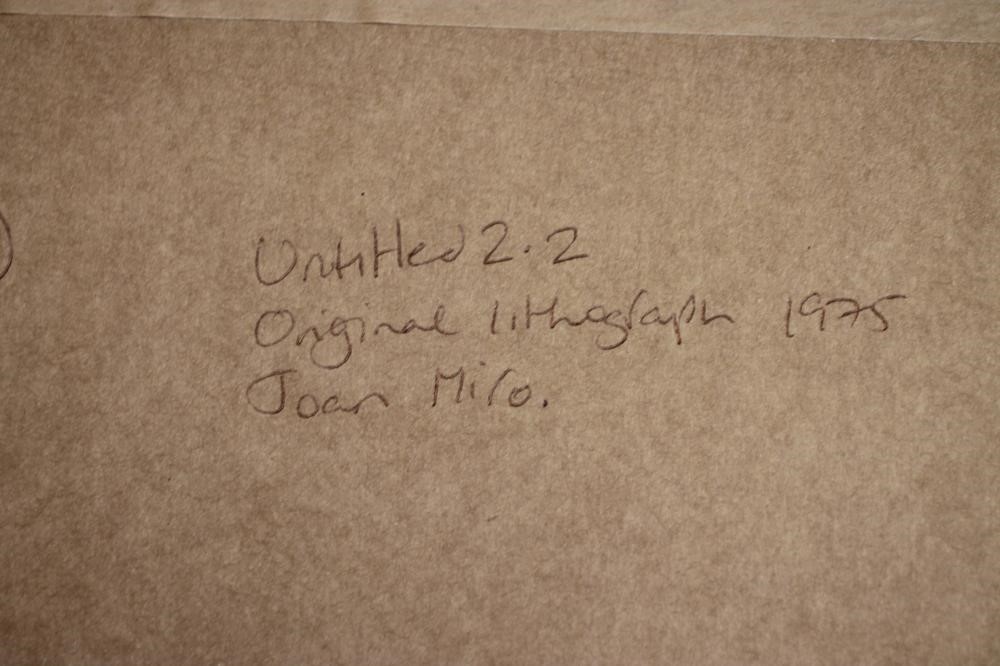 Untitled 2.2
Original lithograph 1975
Joan Miro.